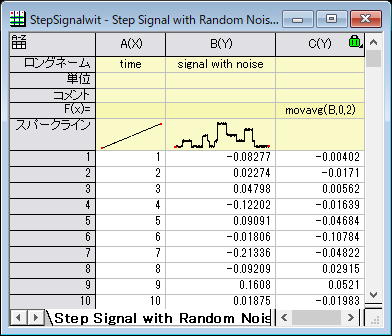 StepSignalwit - Step Signal with Random Nois...
A(X) B(Y) C(Y)
ロングネーム time signal with noise
単位
コメント
F(x)= movavg(B,0,2)
スパークライン
1 1 -0.08277 -0.00402
2 2 0.02274 -0.0171
3 3 0.04798 0.00562
4 4 -0.12202 -0.01639
5 5 0.09091 -0.04684
6 6 -0.01806 -0.10784
7 7 -0.21336 -0.04822
8 8 -0.09209 0.02915
9 9 0.1608 0.0521
10 10 0.01875 -0.01983
Step Signal with Random Nois